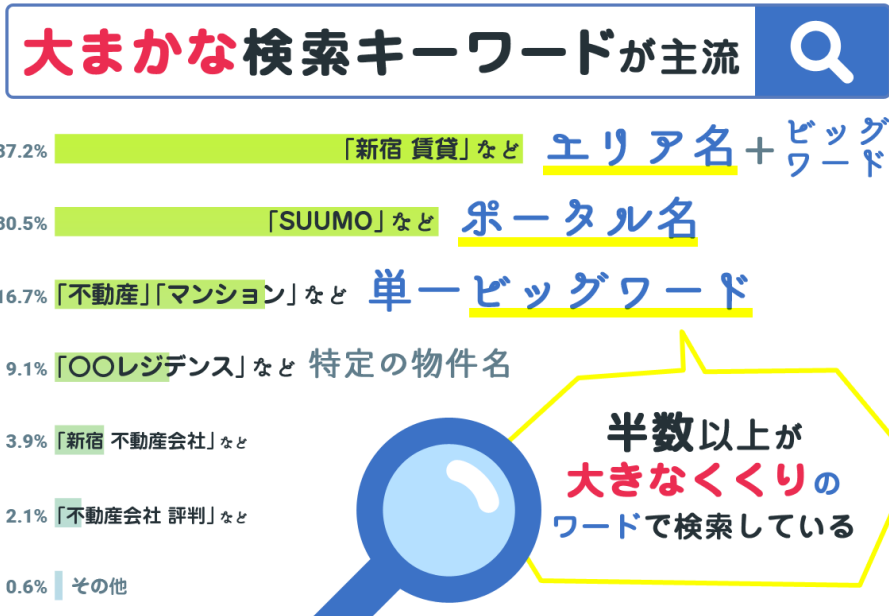 大まかな検索キーワードが主流
37.2% 「新宿 賃貸」など エリア名+ビッグワード
30.5% 「SUUMO」など ポータル名
16.7% 「不動産」「マンション」など 単一ビッグワード
9.1% 「〇〇レジデンス」など 特定の物件名
3.9% 「新宿 不動産会社」など
2.1% 「不動産会社 評判」など
0.6% その他
半数以上が
大きなくくりの
ワードで検索している